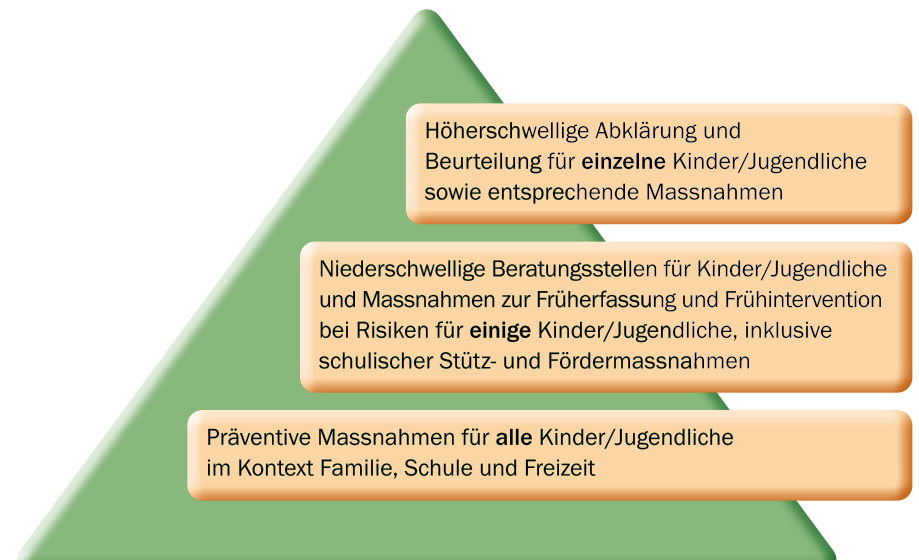 Höherschwellige Abklärung und
Beurteilung für einzelne Kinder/Jugendliche
sowie entsprechende Massnahmen
Niederschwellige Beratungsstellen für Kinder/Jugendliche
und Massnahmen zur Früherfassung und Frühintervention
bei Risiken für einige Kinder/Jugendliche, inklusive
schulischer Stütz- und Fördermassnahmen
Präventive Massnahmen für alle Kinder/Jugendliche
im Kontext Familie, Schule und Freizeit